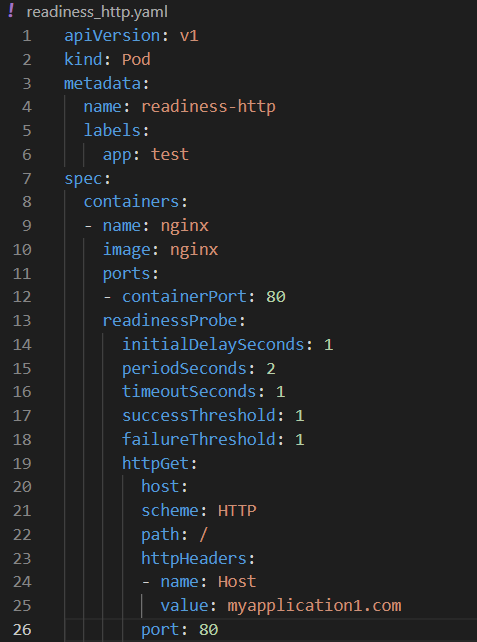 ! readiness_http.yaml
1 apiVersion: v1
2 kind: Pod
3 metadata:
4   name: readiness-http
5   labels:
6     app: test
7 spec:
8   containers:
9   - name: nginx
10     image: nginx
11     ports:
12     - containerPort: 80
13     readinessProbe:
14       initialDelaySeconds: 1
15       periodSeconds: 2
16       timeoutSeconds: 1
17       successThreshold: 1
18       failureThreshold: 1
19       httpGet:
20         host:
21         scheme: HTTP
22         path: /
23         httpHeaders:
24         - name: Host
25           value: myapplication1.com
26         port: 80